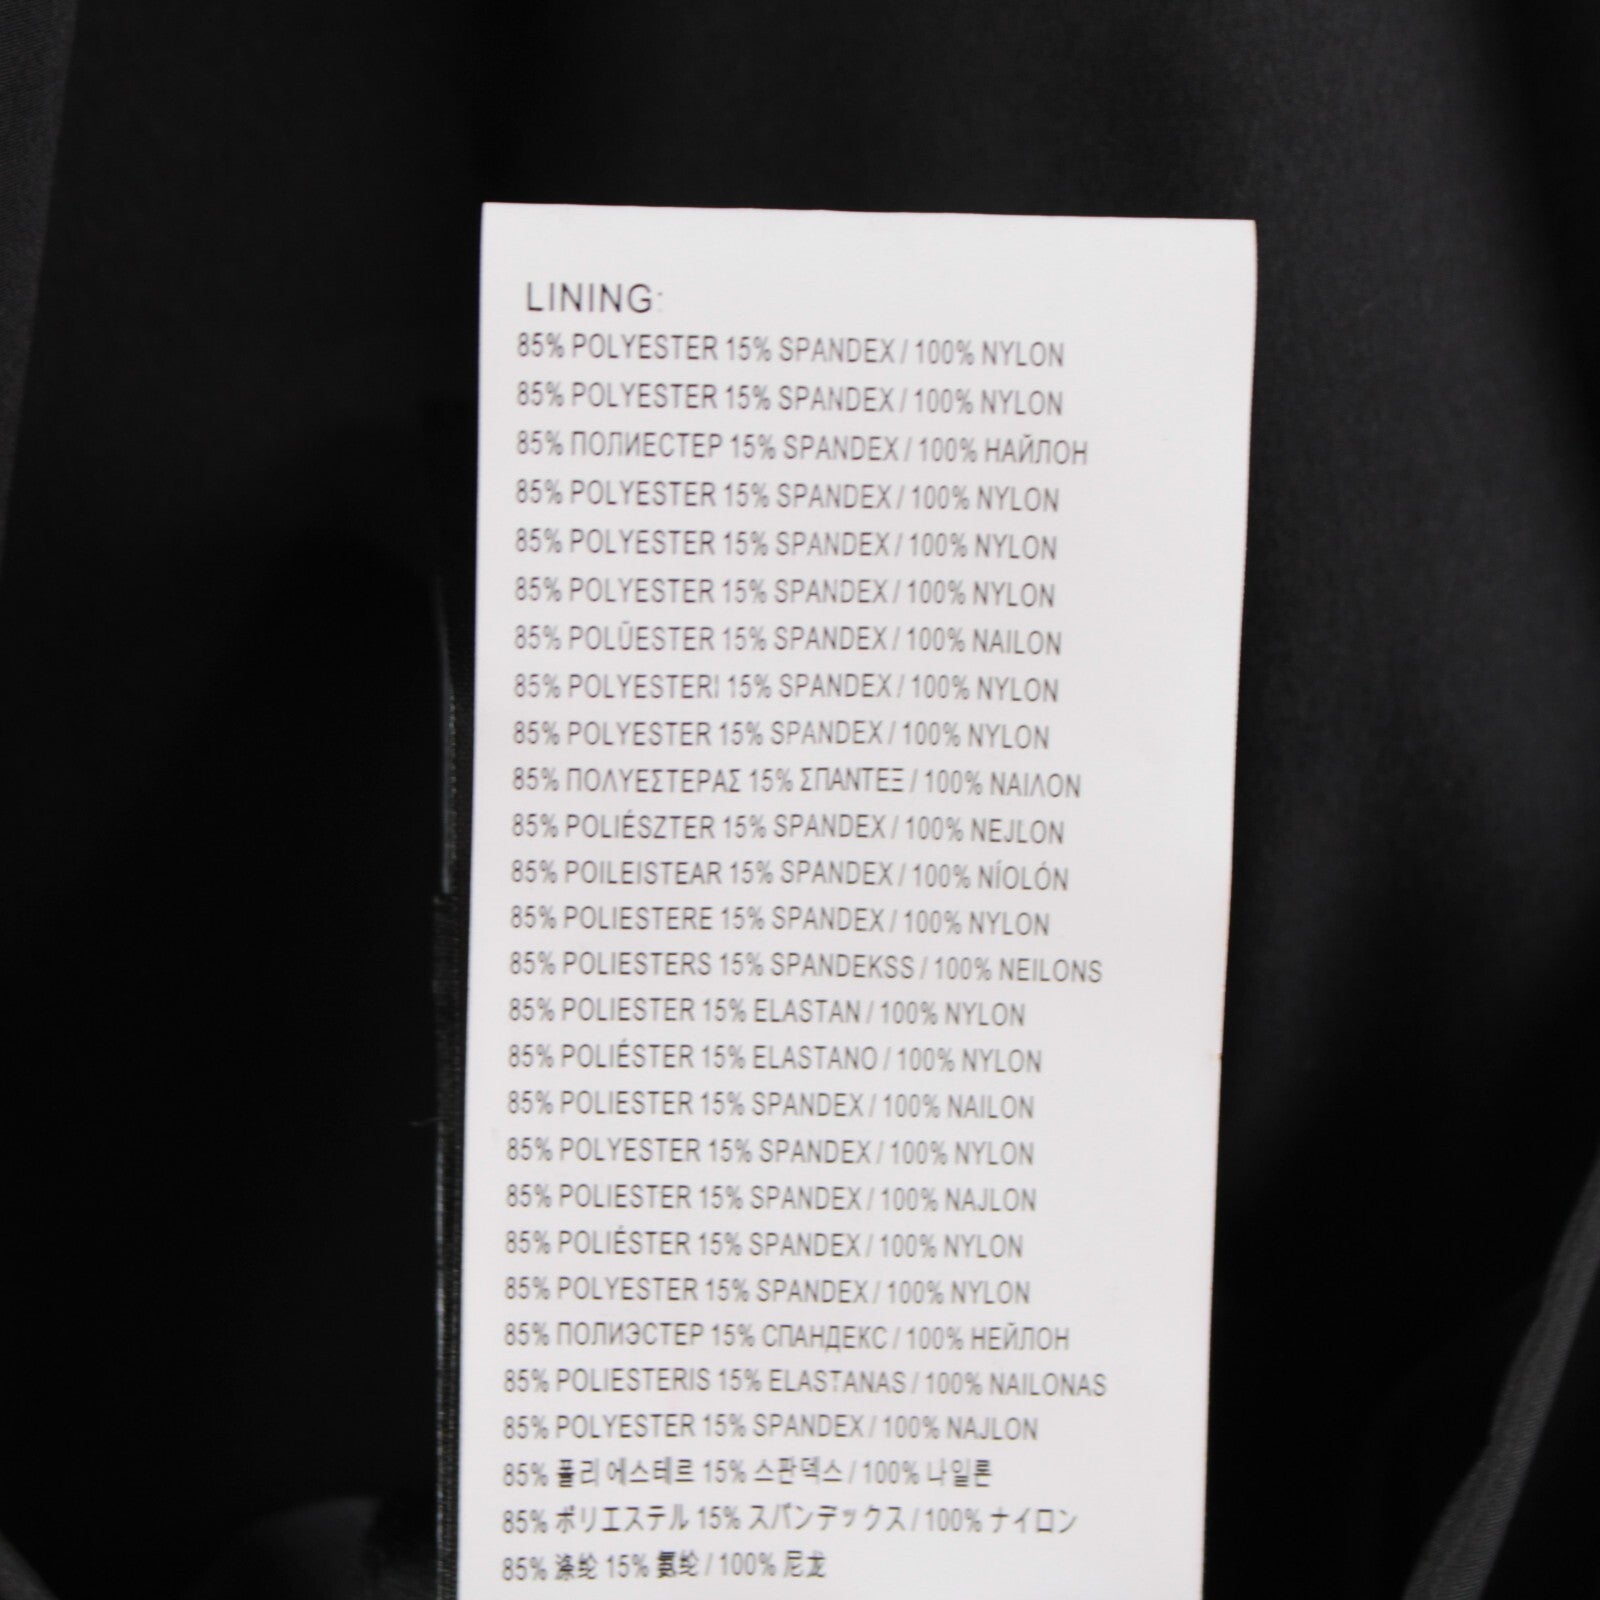 LINING:
85% POLYESTER 15% SPANDEX / 100% NYLON
85% POLYESTER 15% SPANDEX / 100% NYLON
85% ПОЛИЕСТЕР 15% SPANDEX / 100% НАЙЛОН
85% POLYESTER 15% SPANDEX / 100% NYLON
85% POLYESTER 15% SPANDEX / 100% NYLON
85% POLYESTER 15% SPANDEX / 100% NYLON
85% POLÜESTER 15% SPANDEX / 100% NAILON
85% POLYESTERI 15% SPANDEX / 100% NYLON
85% POLYESTER 15% SPANDEX / 100% NYLON
85% ΠΟΛΥΕΣΤΕΡΑΣ 15% ΣΠΑΝΤΕΞ / 100% ΝΑΙΛΟΝ
85% POLIÉSZTER 15% SPANDEX / 100% NEJLON
85% POILEISTEAR 15% SPANDEX / 100% NÍOLÓN
85% POLIESTERE 15% SPANDEX / 100% NYLON
85% POLIESTERS 15% SPANDEKSS / 100% NEILONS
85% POLIESTER 15% ELASTAN / 100% NYLON
85% POLIÉSTER 15% ELASTANO / 100% NYLON
85% POLIESTER 15% SPANDEX / 100% NAILON
85% POLYESTER 15% SPANDEX / 100% NYLON
85% POLIESTER 15% SPANDEX / 100% NAJLON
85% POLIÉSTER 15% SPANDEX / 100% NYLON
85% POLYESTER 15% SPANDEX / 100% NYLON
85% ПОЛИЭСТЕР 15% СПАНДЕКС / 100% НЕЙЛОН
85% POLIESTERIS 15% ELASTANAS / 100% NAILONAS
85% POLYESTER 15% SPANDEX / 100% NAJLON
85% 폴리 에스테르 15% 스판덱스 / 100% 나일론
85% ポリエステル 15% スパンデックス / 100% ナイロン
85% 涤纶 15% 氨纶 / 100% 尼龙